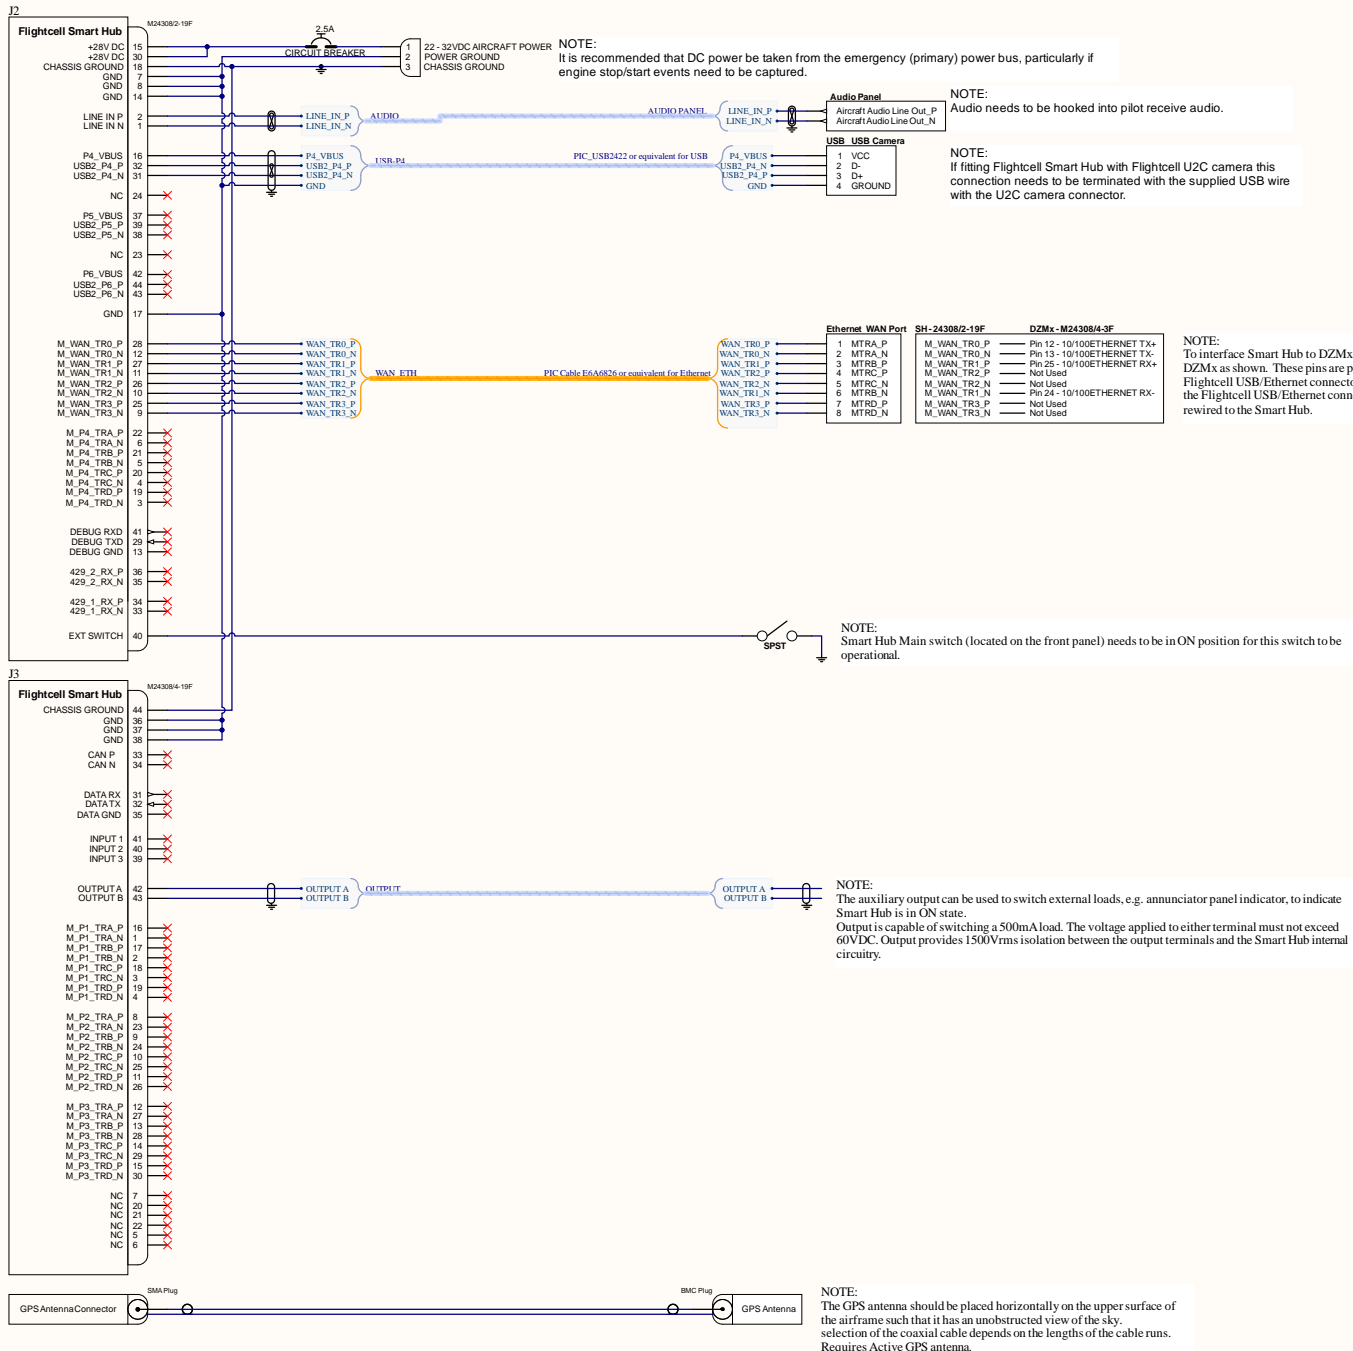 J2
M24308/2-19F
Flightcell Smart Hub
+28V DC 15
+28V DC 30
CHASSIS GROUND 18
GND 7
GND 8
GND 14
LINE IN P 2
LINE IN N 1
P4_VBUS 16
USB2_P4_P 32
USB2_P4_N 31
NC 24
P5_VBUS 37
USB2_P5_P 39
USB2_P5_N 38
NC 23
P6_VBUS 42
USB2_P6_P 44
USB2_P6_N 43
GND 17
M_WAN_TR0_P 28
M_WAN_TR0_N 12
M_WAN_TR1_P 27
M_WAN_TR1_N 11
M_WAN_TR2_P 26
M_WAN_TR2_N 10
M_WAN_TR3_P 25
M_WAN_TR3_N 9
M_P4_TRA_P 22
M_P4_TRA_N 6
M_P4_TRB_P 21
M_P4_TRB_N 5
M_P4_TRC_P 20
M_P4_TRC_N 4
M_P4_TRD_P 19
M_P4_TRD_N 3
DEBUG RXD 41
DEBUG TXD 29
DEBUG GND 13
429_2_RX_P 36
429_2_RX_N 35
429_1_RX_P 34
429_1_RX_N 33
EXT SWITCH 40
2.5A
CIRCUIT BREAKER
1 22 - 32VDC AIRCRAFT POWER
2 POWER GROUND
3 CHASSIS GROUND
NOTE:
It is recommended that DC power be taken from the emergency (primary) power bus, particularly if
engine stop/start events need to be captured.
LINE_IN_P
LINE_IN_N
AUDIO
AUDIO PANEL
LINE_IN_P
LINE_IN_N
Audio Panel
Aircraft Audio Line Out_P
Aircraft Audio Line Out_N
NOTE:
Audio needs to be hooked into pilot receive audio.
P4_VBUS
USB2_P4_P
USB2_P4_N
GND
USB-P4
PIC_USB2422 or equivalent for USB
P4_VBUS
USB2_P4_N
USB2_P4_P
GND
USB USB Camera
1 VCC
2 D-
3 D+
4 GROUND
NOTE:
If fitting Flightcell Smart Hub with Flightcell U2C camera this
connection needs to be terminated with the supplied USB wire
with the U2C camera connector.
WAN_TR0_P
WAN_TR0_N
WAN_TR1_P
WAN_TR1_N
WAN_TR2_P
WAN_TR2_N
WAN_TR3_P
WAN_TR3_N
WAN_ETH
PIC Cable E6A6826 or equivalent for Ethernet
WAN_TR0_P
WAN_TR0_N
WAN_TR1_P
WAN_TR2_P
WAN_TR2_N
WAN_TR1_N
WAN_TR3_P
WAN_TR3_N
Ethernet WAN Port
1 MTRA_P
2 MTRA_N
3 MTRB_P
4 MTRC_P
5 MTRC_N
6 MTRB_N
7 MTRD_P
8 MTRD_N
SH - 24308/2-19F DZMx - M24308/4-3F
M_WAN_TR0_P Pin 12 - 10/100ETHERNET TX+
M_WAN_TR0_N Pin 13 - 10/100ETHERNET TX-
M_WAN_TR1_P Pin 25 - 10/100ETHERNET RX+
M_WAN_TR2_P Not Used
M_WAN_TR2_N Not Used
M_WAN_TR1_N Pin 24 - 10/100ETHERNET RX-
M_WAN_TR3_P Not Used
M_WAN_TR3_N Not Used
NOTE:
To interface Smart Hub to DZMx
DZMx as shown. These pins are p
Flightcell USB/Ethernet connecto
the Flightcell USB/Ethernet conn
rewired to the Smart Hub.
SPST
NOTE:
Smart Hub Main switch (located on the front panel) needs to be in ON position for this switch to be
operational.
J3
M24308/4-19F
Flightcell Smart Hub
CHASSIS GROUND 44
GND 36
GND 37
GND 38
CAN P 33
CAN N 34
DATA RX 31
DATA TX 32
DATA GND 35
INPUT 1 41
INPUT 2 40
INPUT 3 39
OUTPUT A 42
OUTPUT B 43
M_P1_TRA_P 16
M_P1_TRA_N 1
M_P1_TRB_P 17
M_P1_TRB_N 2
M_P1_TRC_P 18
M_P1_TRC_N 3
M_P1_TRD_P 19
M_P1_TRD_N 4
M_P2_TRA_P 8
M_P2_TRA_N 23
M_P2_TRB_P 9
M_P2_TRB_N 24
M_P2_TRC_P 10
M_P2_TRC_N 25
M_P2_TRD_P 11
M_P2_TRD_N 26
M_P3_TRA_P 12
M_P3_TRA_N 27
M_P3_TRB_P 13
M_P3_TRB_N 28
M_P3_TRC_P 14
M_P3_TRC_N 29
M_P3_TRD_P 15
M_P3_TRD_N 30
NC 7
NC 20
NC 21
NC 22
NC 5
NC 6
OUTPUT A
OUTPUT B
OUTPUT
OUTPUT A
OUTPUT B
NOTE:
The auxiliary output can be used to switch external loads, e.g. annunciator panel indicator, to indicate
Smart Hub is in ON state.
Output is capable of switching a 500mA load. The voltage applied to either terminal must not exceed
60VDC. Output provides 1500Vrms isolation between the output terminals and the Smart Hub internal
circuitry.
GPS Antenna Connector
SMA Plug
BMC Plug
GPS Antenna
NOTE:
The GPS antenna should be placed horizontally on the upper surface of
the airframe such that it has an unobstructed view of the sky.
selection of the coaxial cable depends on the lengths of the cable runs.
Requires Active GPS antenna.